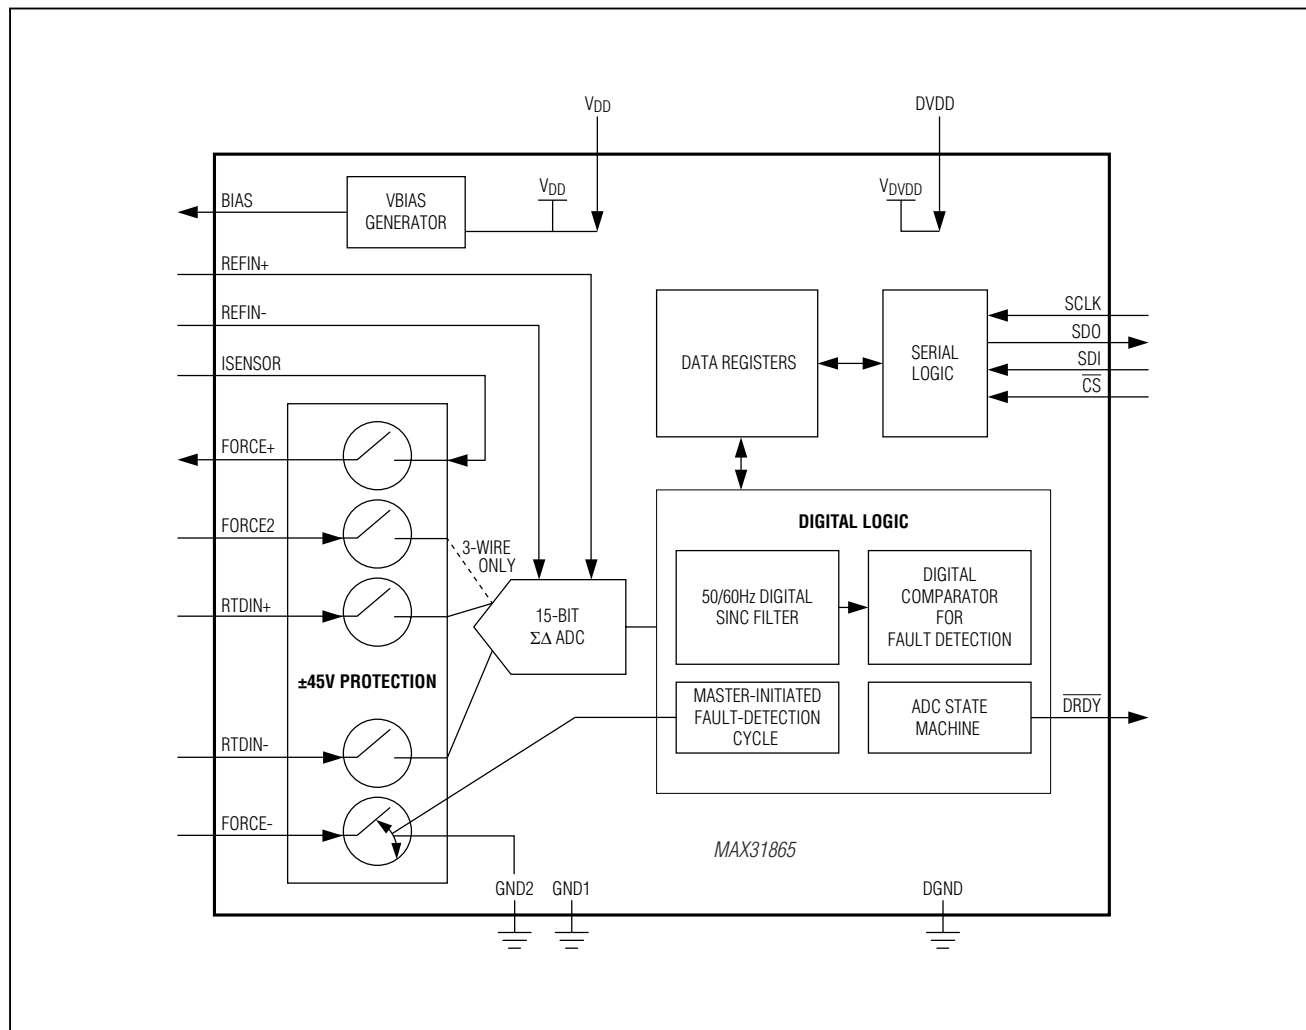 VDD
DVDD
BIAS
VBIAS
GENERATOR
VDD
VDVDD
REFIN+
REFIN-
ISENSOR
DATA REGISTERS
SERIAL
LOGIC
SCLK
SDO
SDI
CS
FORCE+
FORCE2
3-WIRE
ONLY
RTDIN+
15-BIT
ΣΔ ADC
±45V PROTECTION
RTDIN-
FORCE-
DIGITAL LOGIC
50/60Hz DIGITAL
SINC FILTER
DIGITAL
COMPARATOR
FOR
FAULT DETECTION
MASTER-INITIATED
FAULT-DETECTION
CYCLE
ADC STATE
MACHINE
DRDY
MAX31865
GND2
GND1
DGND